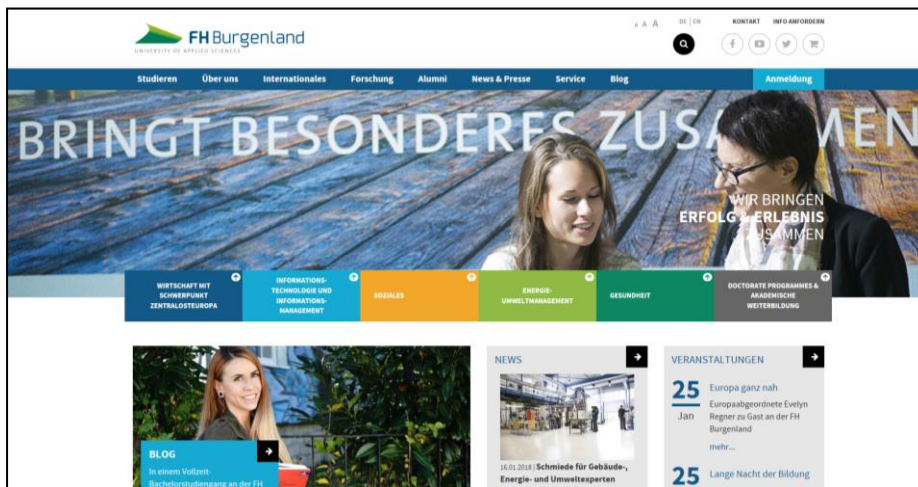 A A A
DE | EN
KONTAKT
INFO ANFORDERN
FH Burgenland
UNIVERSITY OF APPLIED SCIENCES
Studieren Über uns Internationales Forschung Alumni News & Presse Service Blog Anmeldung
BRINGT BESONDERES ZUSA MEN
WIR BRINGEN
ERFOLG & ERLEBNIS
ZUSAMMEN
WIRTSCHAFT MIT
SCHWERPUNKT
ZENTRALOSTEUROPA
INFORMATIONS-
TECHNOLOGIE UND
INFORMATIONS-
MANAGEMENT
SOZIALES
ENERGIE-
UMWELTMANAGEMENT
GESUNDHEIT
DOCTORATE PROGRAMMES &
AKADEMISCHE
WEITERBILDUNG
BLOG
In einem Vollzeit-
Bachelorstudiengang an der FH
NEWS
16.01.2018 | Schmiede für Gebäude-,
Energie- und Umweltexperten
VERANSTALTUNGEN
25
Jan
Europa ganz nah
Europaabgeordnete Evelyn
Regner zu Gast an der FH
Burgenland
mehr...
25
Lange Nacht der Bildung